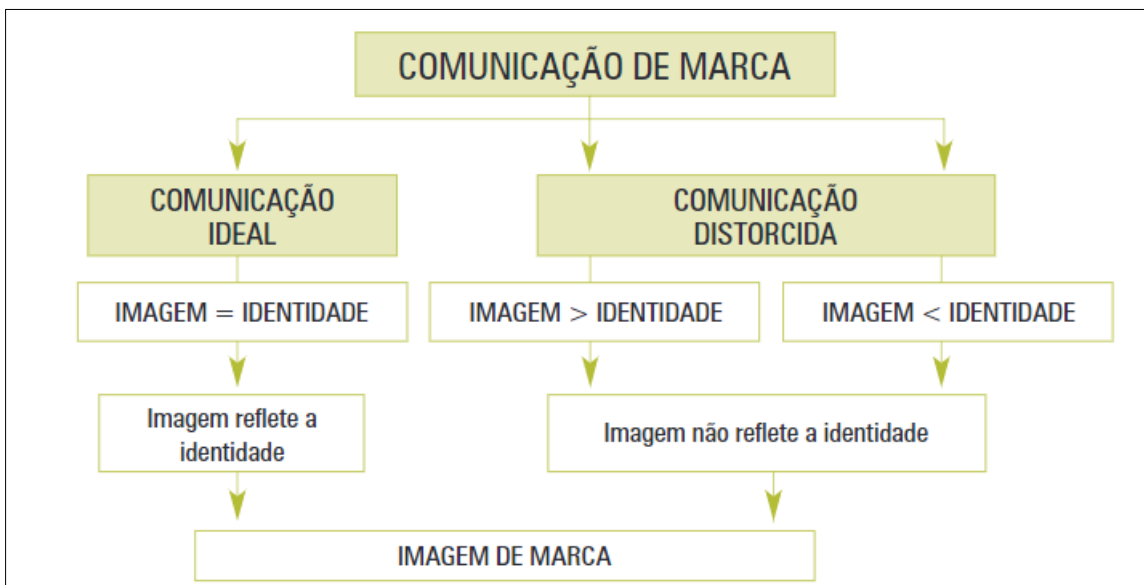 COMUNICAÇÃO DE MARCA
COMUNICAÇÃO
IDEAL
COMUNICAÇÃO
DISTORCIDA
IMAGEM = IDENTIDADE
IMAGEM > IDENTIDADE
IMAGEM < IDENTIDADE
Imagem reflete a
identidade
Imagem não reflete a identidade
IMAGEM DE MARCA